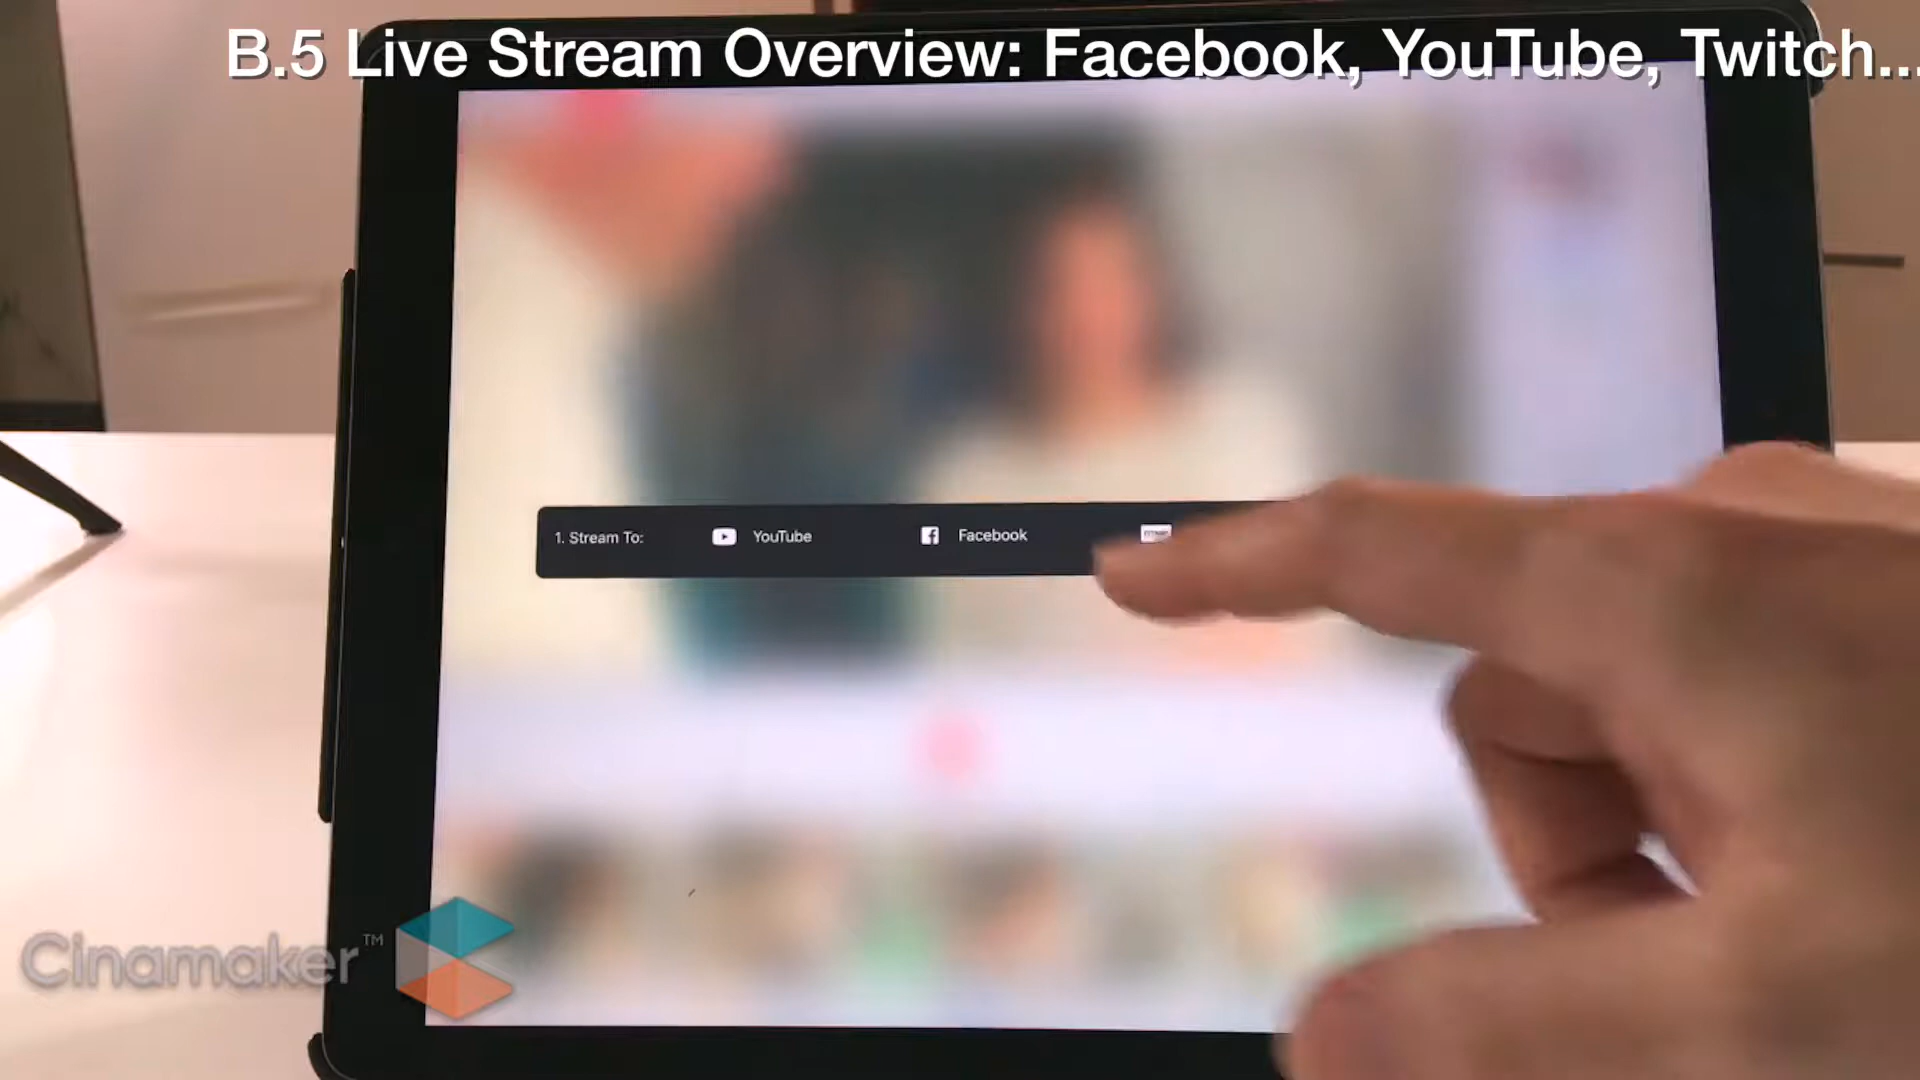 B.5 Live Stream Overview: Facebook, YouTube, Twitch...
1. Stream To: YouTube Facebook
Cinamaker™